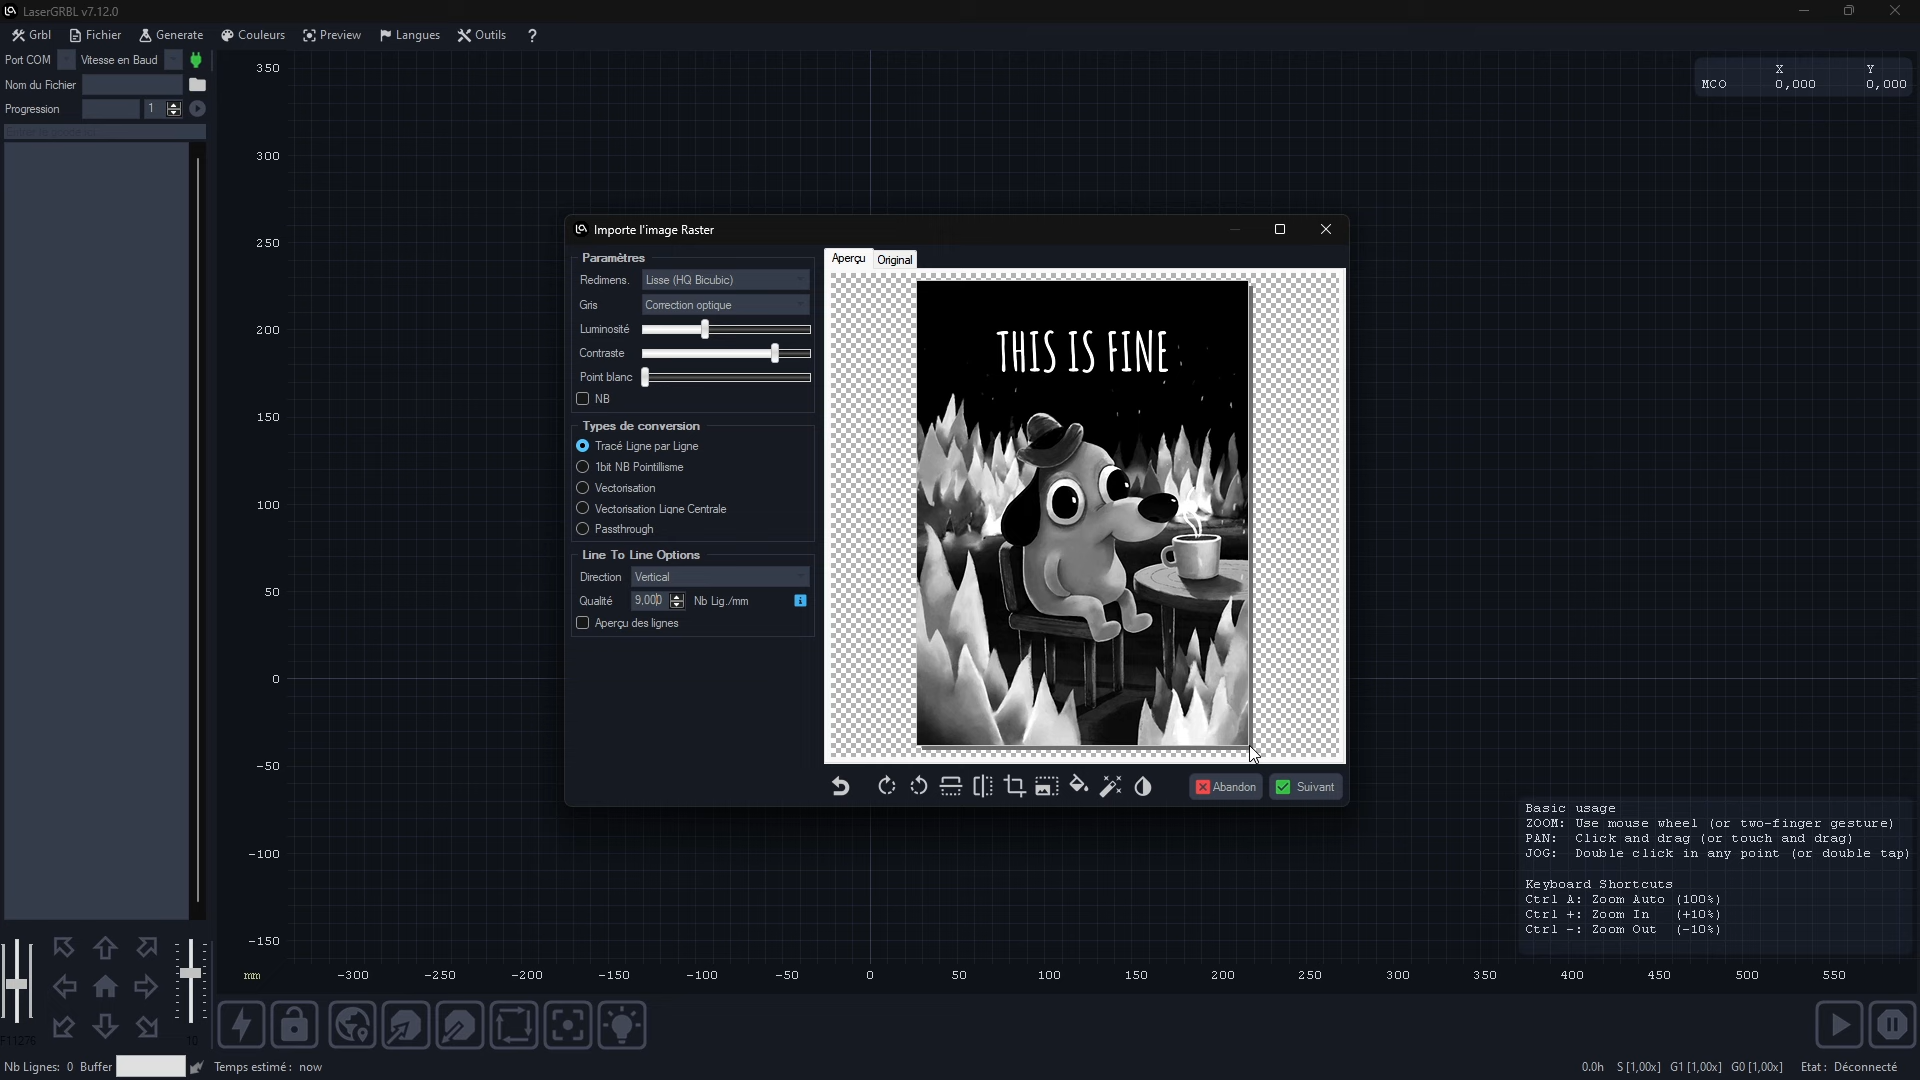 LaserGRBL v7.12.0
Grbl Fichier Generate Couleurs Preview Langues Outils ?
Port COM Vitesse en Baud
Nom du Fichier
Progression 1
350
300
250
200
150
100
50
0
-50
-100
-150
mm -300 -250 -200 -150 -100 -50 0 50 100 150 200 250 300 350 400 450 500 550
X Y
MCO 0,000 0,000
Importe l'image Raster
Paramètres
Redimens. Lisse (HQ Bicubic)
Gris Correction optique
Luminosité
Contraste
Point blanc
NB
Types de conversion
Tracé Ligne par Ligne
1bit NB Pointillisme
Vectorisation
Vectorisation Ligne Centrale
Passthrough
Line To Line Options
Direction Vertical
Qualité 9,000 Nb Lig./mm
Aperçu des lignes
Aperçu Original
THIS IS FINE
Abandon Suivant
Basic usage
ZOOM: Use mouse wheel (or two-finger gesture)
PAN: Click and drag (or touch and drag)
JOG: Double click in any point (or double tap)
Keyboard Shortcuts
Ctrl A: Zoom Auto (100%)
Ctrl +: Zoom In (+10%)
Ctrl -: Zoom Out (-10%)
F11276 10
Nb Lignes: 0 Buffer Temps estimé: now
0.0h S [1,00x] G1 [1,00x] G0 [1,00x] Etat: Déconnecté